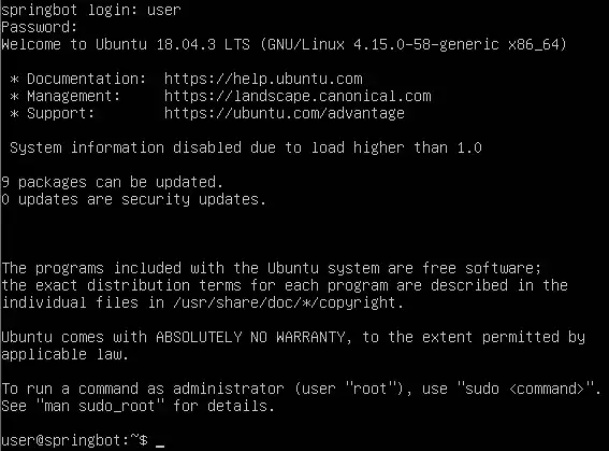 springbot login: user
Password:
Welcome to Ubuntu 18.04.3 LTS (GNU/Linux 4.15.0-58-generic x86_64)
* Documentation:  https://help.ubuntu.com
* Management:     https://landscape.canonical.com
* Support:        https://ubuntu.com/advantage
System information disabled due to load higher than 1.0
9 packages can be updated.
0 updates are security updates.
The programs included with the Ubuntu system are free software;
the exact distribution terms for each program are described in the
individual files in /usr/share/doc/*/copyright.
Ubuntu comes with ABSOLUTELY NO WARRANTY, to the extent permitted by
applicable law.
To run a command as administrator (user "root"), use "sudo <command>".
See "man sudo_root" for details.
user@springbot:~$ _